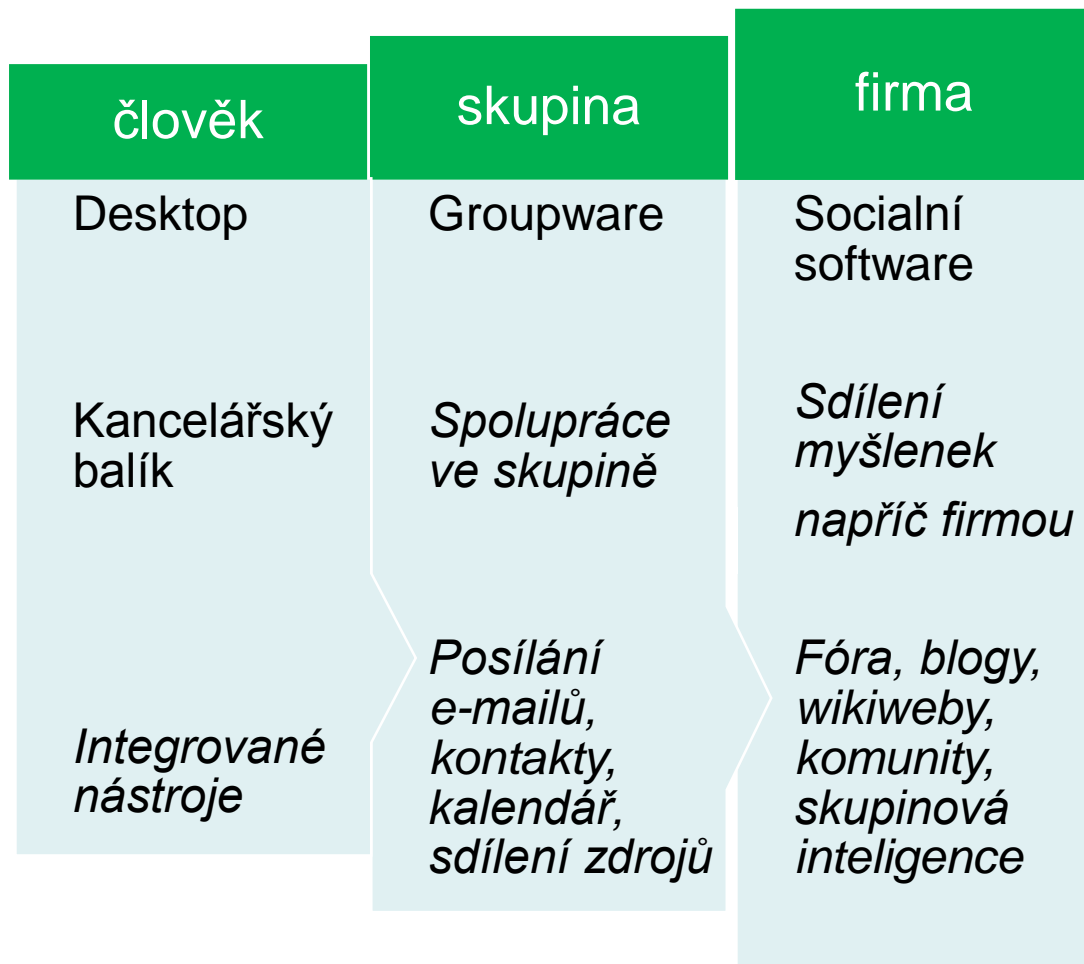 člověk
Desktop
Kancelářský
balík
Integrované
nástroje
skupina
Groupware
Spolupráce
ve skupině
Posílání
e-mailů,
kontakty,
kalendář,
sdílení zdrojů
firma
Socialní
software
Sdílení
myšlenek
napříč firmou
Fóra, blogy,
wikiweby,
komunity,
skupinová
inteligence